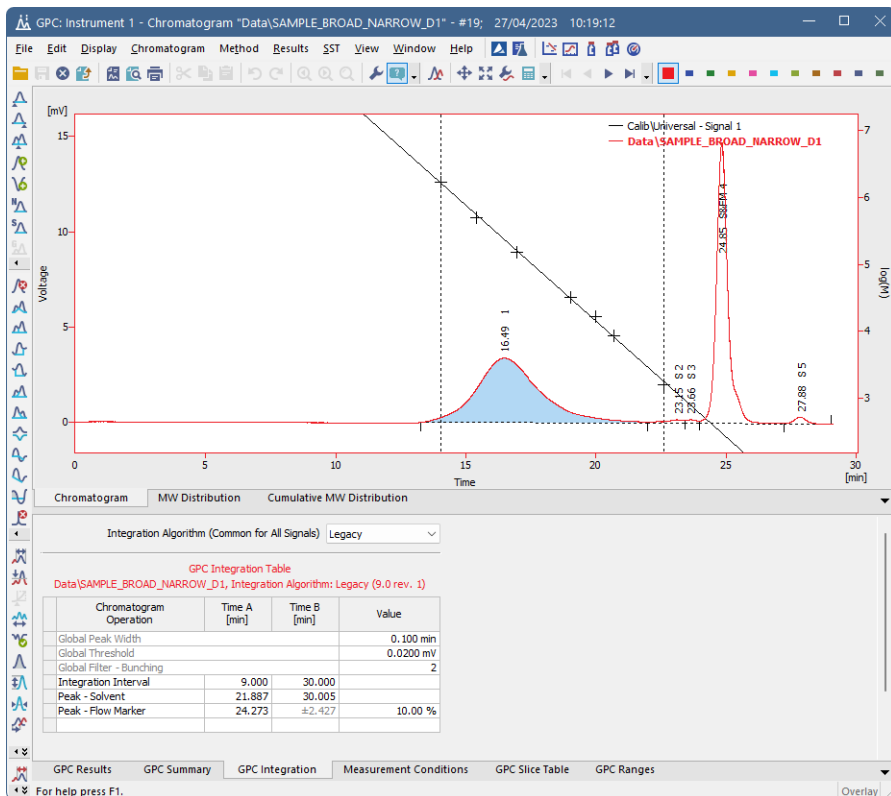 GPC: Instrument 1 - Chromatogram "Data\SAMPLE_BROAD_NARROW_D1" - #19; 27/04/2023 10:19:12
File Edit Display Chromatogram Method Results SST View Window Help
[mV]
15
10
5
0
Voltage
Calib\Universal - Signal 1
Data\SAMPLE_BROAD_NARROW_D1
16.49 1
23.15 S 2
23.66 S 3
24.85 S&FM 4
27.88 S 5
7
6
5
4
3
log(M)
0 5 10 15 20 25 30
Time
[min]
Chromatogram MW Distribution Cumulative MW Distribution
Integration Algorithm (Common for All Signals) Legacy
GPC Integration Table
Data\SAMPLE_BROAD_NARROW_D1, Integration Algorithm: Legacy (9.0 rev. 1)
Chromatogram Operation Time A [min] Time B [min] Value
Global Peak Width 0.100 min
Global Threshold 0.0200 mV
Global Filter - Bunching 2
Integration Interval 9.000 30.000
Peak - Solvent 21.887 30.005
Peak - Flow Marker 24.273 ±2.427 10.00 %
GPC Results GPC Summary GPC Integration Measurement Conditions GPC Slice Table GPC Ranges
For help press F1.
Overlay